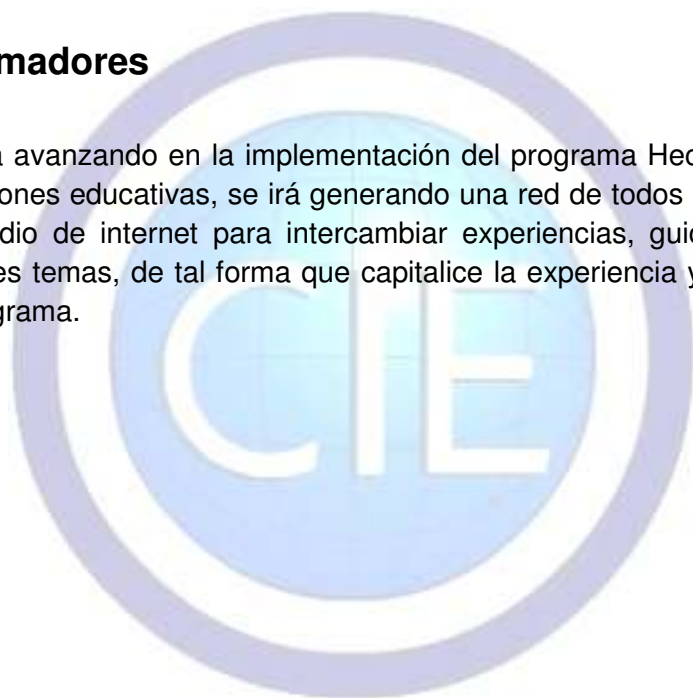 madores
avanzando en la implementación del programa Hec
ones educativas, se irá generando una red de todos
dio de internet para intercambiar experiencias, guio
es temas, de tal forma que capitalice la experiencia y
grama.
CIE